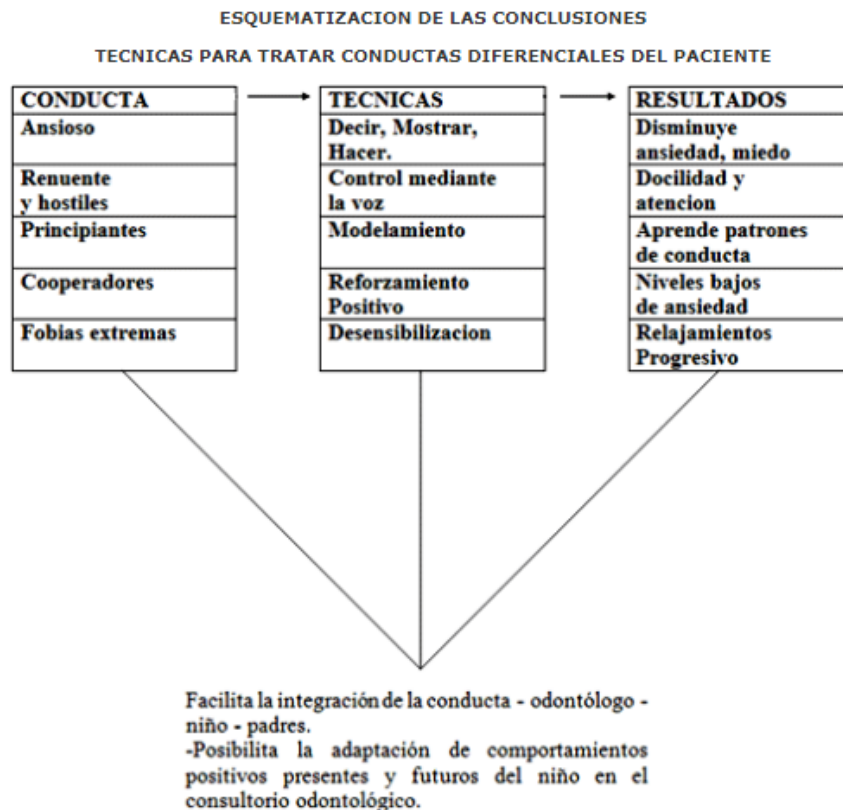 ESQUEMATIZACION DE LAS CONCLUSIONES
TECNICAS PARA TRATAR CONDUCTAS DIFERENCIALES DEL PACIENTE
CONDUCTA
Ansioso
Renuente
y hostiles
Principiantes
Cooperadores
Fobias extremas
TECNICAS
Decir, Mostrar,
Hacer.
Control mediante
la voz
Modelamiento
Reforzamiento
Positivo
Desensibilizacion
RESULTADOS
Disminuye
ansiedad, miedo
Docilidad y
atencion
Aprende patrones
de conducta
Niveles bajos
de ansiedad
Relajamientos
Progresivo
Facilita la integración de la conducta - odontólogo -
niño - padres.
-Posibilita la adaptación de comportamientos
positivos presentes y futuros del niño en el
consultorio odontológico.